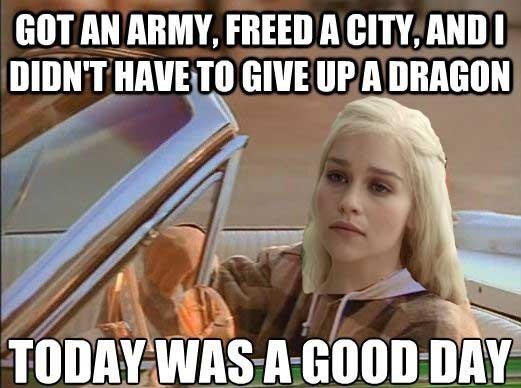 GOT AN ARMY, FREED A CITY, AND I
DIDN'T HAVE TO GIVE UP A DRAGON
TODAY WAS A GOOD DAY